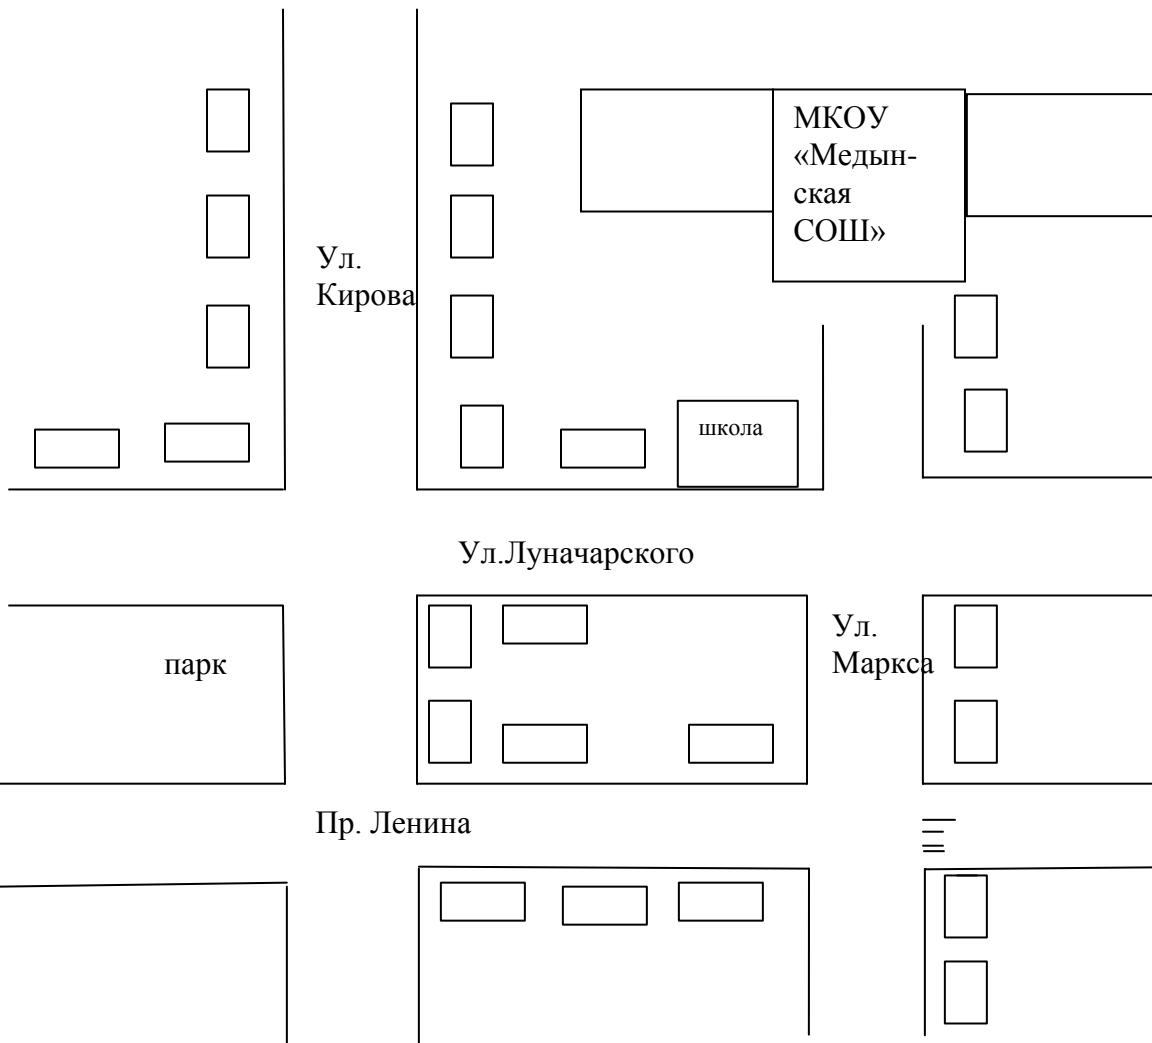 МКОУ
«Медын-
ская
СОШ»
Ул.
Кирова
школа
Ул.Луначарского
Ул.
Маркса
парк
Пр. Ленина